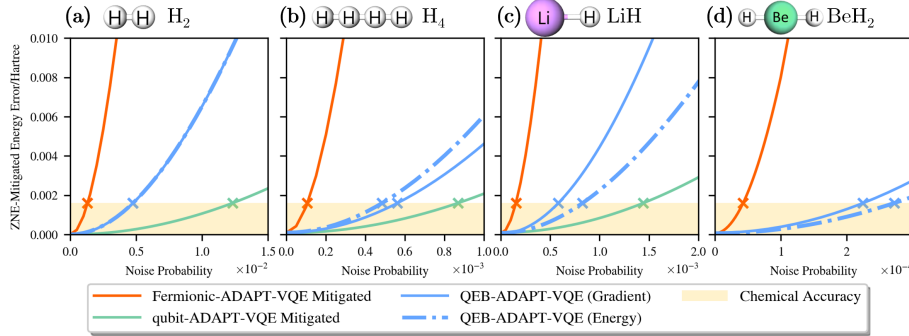 (a) H H H₂
(b) H H H H H₄
(c) Li H LiH
(d) H Be H BeH₂
ZNE-Mitigated Energy Error/Hartree
0.010
0.008
0.006
0.004
0.002
0.000
0.0 0.5 1.0 1.5
0.0 0.2 0.4 0.6 0.8 1.0
0.0 0.5 1.0 1.5 2.0
0 1 2
Noise Probability ×10⁻²
Noise Probability ×10⁻³
Noise Probability ×10⁻³
Noise Probability
Fermionic-ADAPT-VQE Mitigated
QEB-ADAPT-VQE (Gradient)
Chemical Accuracy
qubit-ADAPT-VQE Mitigated
QEB-ADAPT-VQE (Energy)